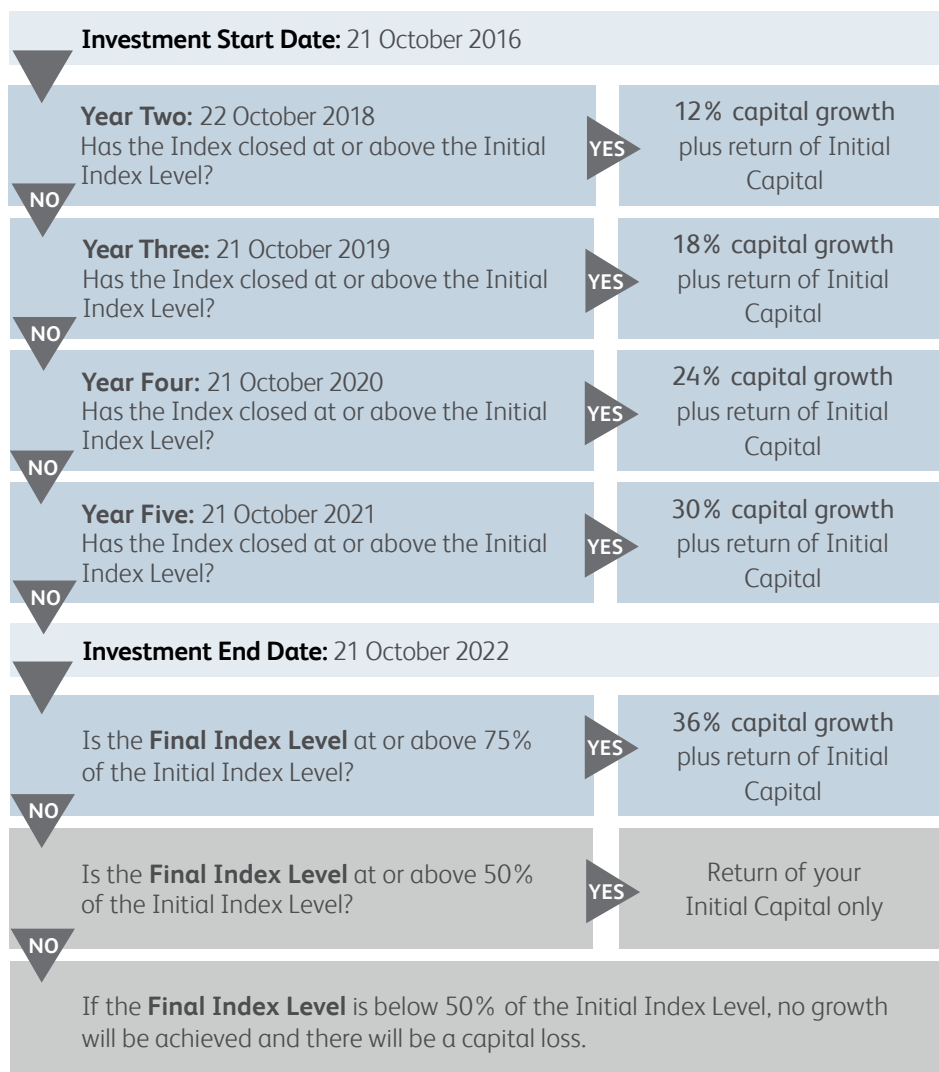 Investment Start Date: 21 October 2016
Year Two: 22 October 2018
Has the Index closed at or above the Initial
Index Level?
YES
12% capital growth
plus return of Initial
Capital
NO
Year Three: 21 October 2019
Has the Index closed at or above the Initial
Index Level?
YES
18% capital growth
plus return of Initial
Capital
NO
Year Four: 21 October 2020
Has the Index closed at or above the Initial
Index Level?
YES
24% capital growth
plus return of Initial
Capital
NO
Year Five: 21 October 2021
Has the Index closed at or above the Initial
Index Level?
YES
30% capital growth
plus return of Initial
Capital
NO
Investment End Date: 21 October 2022
Is the Final Index Level at or above 75%
of the Initial Index Level?
YES
36% capital growth
plus return of Initial
Capital
NO
Is the Final Index Level at or above 50%
of the Initial Index Level?
YES
Return of your
Initial Capital only
NO
If the Final Index Level is below 50% of the Initial Index Level, no growth
will be achieved and there will be a capital loss.